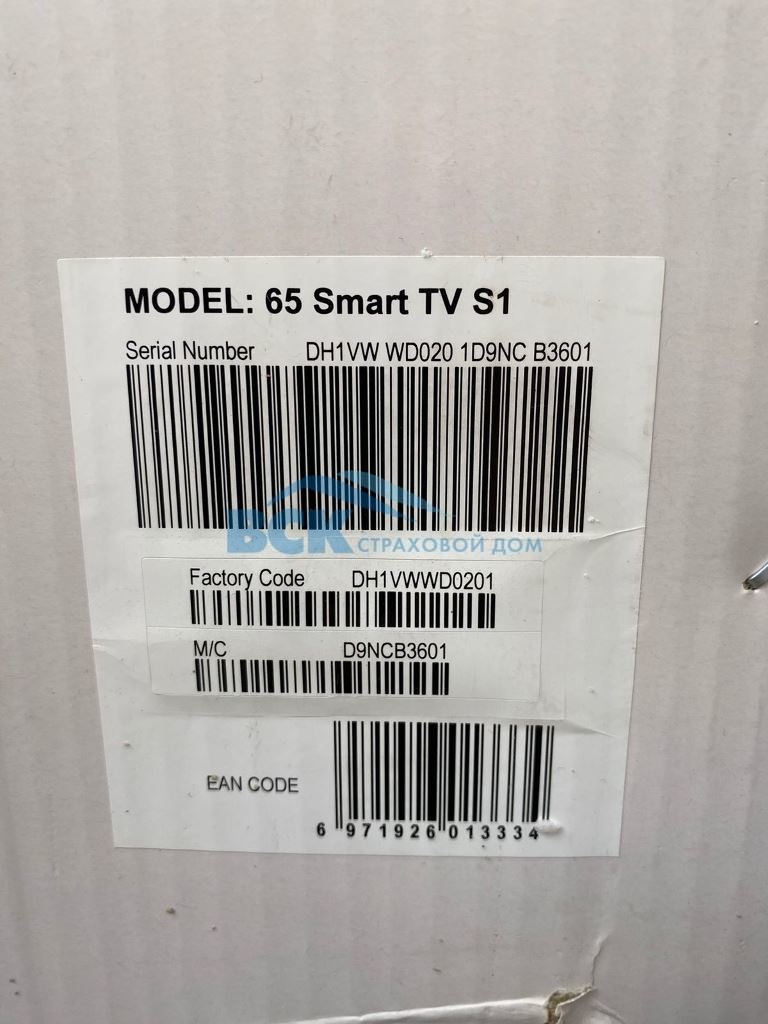 MODEL: 65 Smart TV S1
Serial Number DH1VW WD020 1D9NC B3601
ВСК СТРАХОВОЙ ДОМ
Factory Code DH1VWWD0201
M/C D9NCB3601
EAN CODE
6 971926 013334